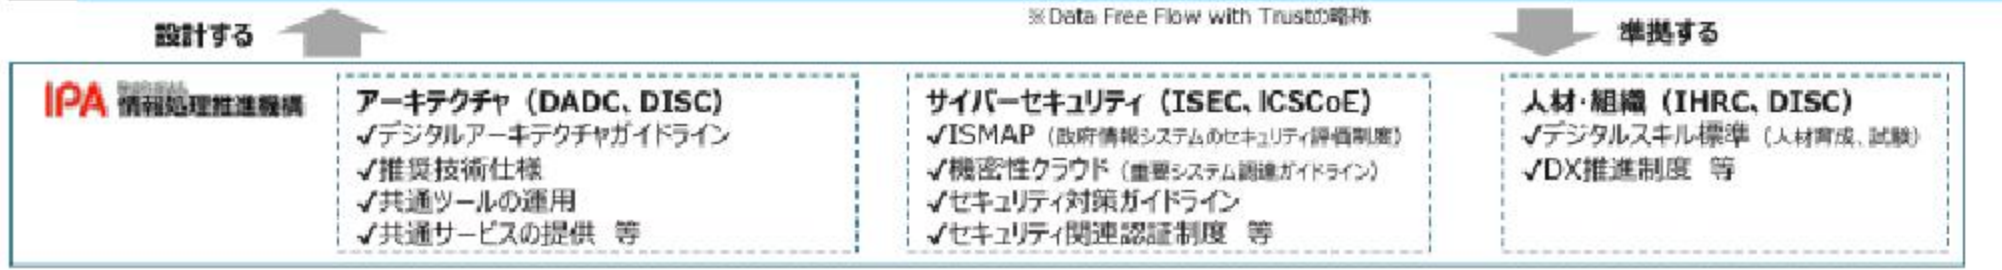 ※Data Free Flow with Trustの略称
設計する
準拠する
IPA 情報処理推進機構
アーキテクチャ（DADC、DISC）
✓デジタルアーキテクチャガイドライン
✓推奨技術仕様
✓共通ツールの運用
✓共通サービスの提供 等
サイバーセキュリティ（ISEC、ICSCoE）
✓ISMAP（政府情報システムのセキュリティ評価制度）
✓機密性クラウド（重要システム調達ガイドライン）
✓セキュリティ対策ガイドライン
✓セキュリティ関連認証制度 等
人材・組織（IHRC、DISC）
✓デジタルスキル標準（人材育成、試験）
✓DX推進制度 等